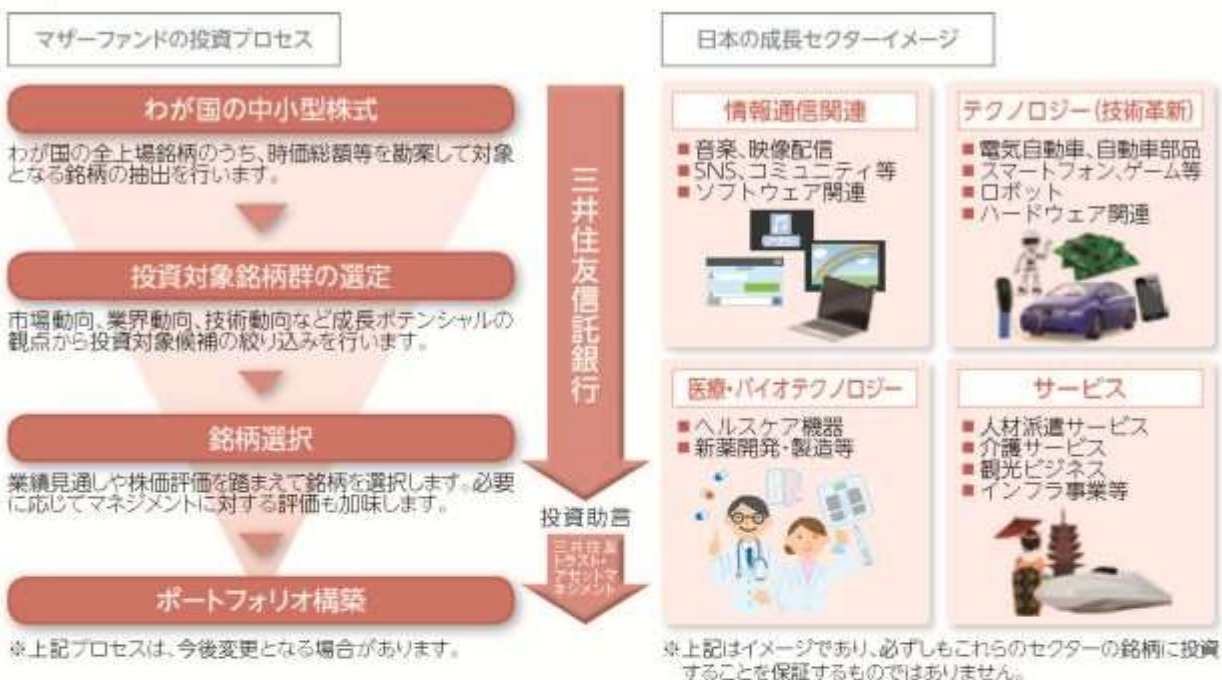 マザーファンドの投資プロセス
わが国の中小型株式
わが国の全上場銘柄のうち、時価総額等を勘案して対象
となる銘柄の抽出を行います。
投資対象銘柄群の選定
市場動向、業界動向、技術動向など成長ポテンシャルの
観点から投資対象候補の絞り込みを行います。
銘柄選択
業績見通しや株価評価を踏まえて銘柄を選択します。必要
に応じてマネジメントに対する評価も加味します。
ポートフォリオ構築
※上記プロセスは、今後変更となる場合があります。
三井住友信託銀行
投資助言
三井住友
トラスト・
アセットマ
ネジメント
日本の成長セクターイメージ
情報通信関連
■音楽、映像配信
■SNS、コミュニティ等
■ソフトウェア関連
テクノロジー(技術革新)
■電気自動車、自動車部品
■スマートフォン、ゲーム等
■ロボット
■ハードウェア関連
医療・バイオテクノロジー
■ヘルスケア機器
■新薬開発・製造等
サービス
■人材派遣サービス
■介護サービス
■観光ビジネス
■インフラ事業等
※上記はイメージであり、必ずしもこれらのセクターの銘柄に投資
することを保証するものではありません。